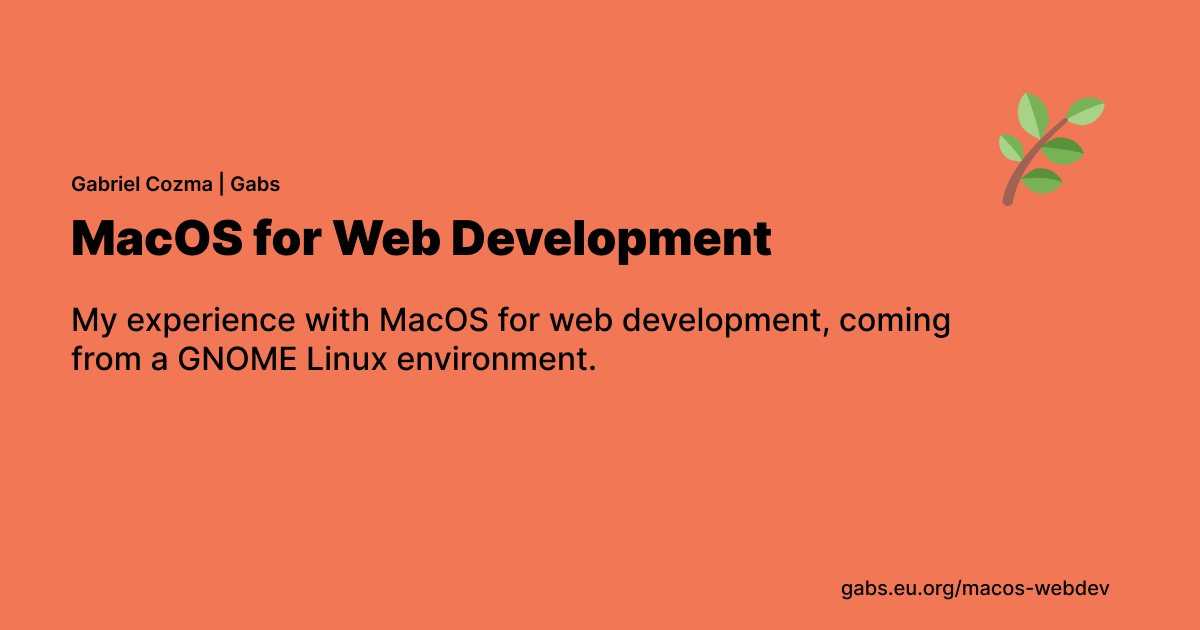 Gabriel Cozma | Gabs
MacOS for Web Development
My experience with MacOS for web development, coming
from a GNOME Linux environment.
gabs.eu.org/macos-webdev